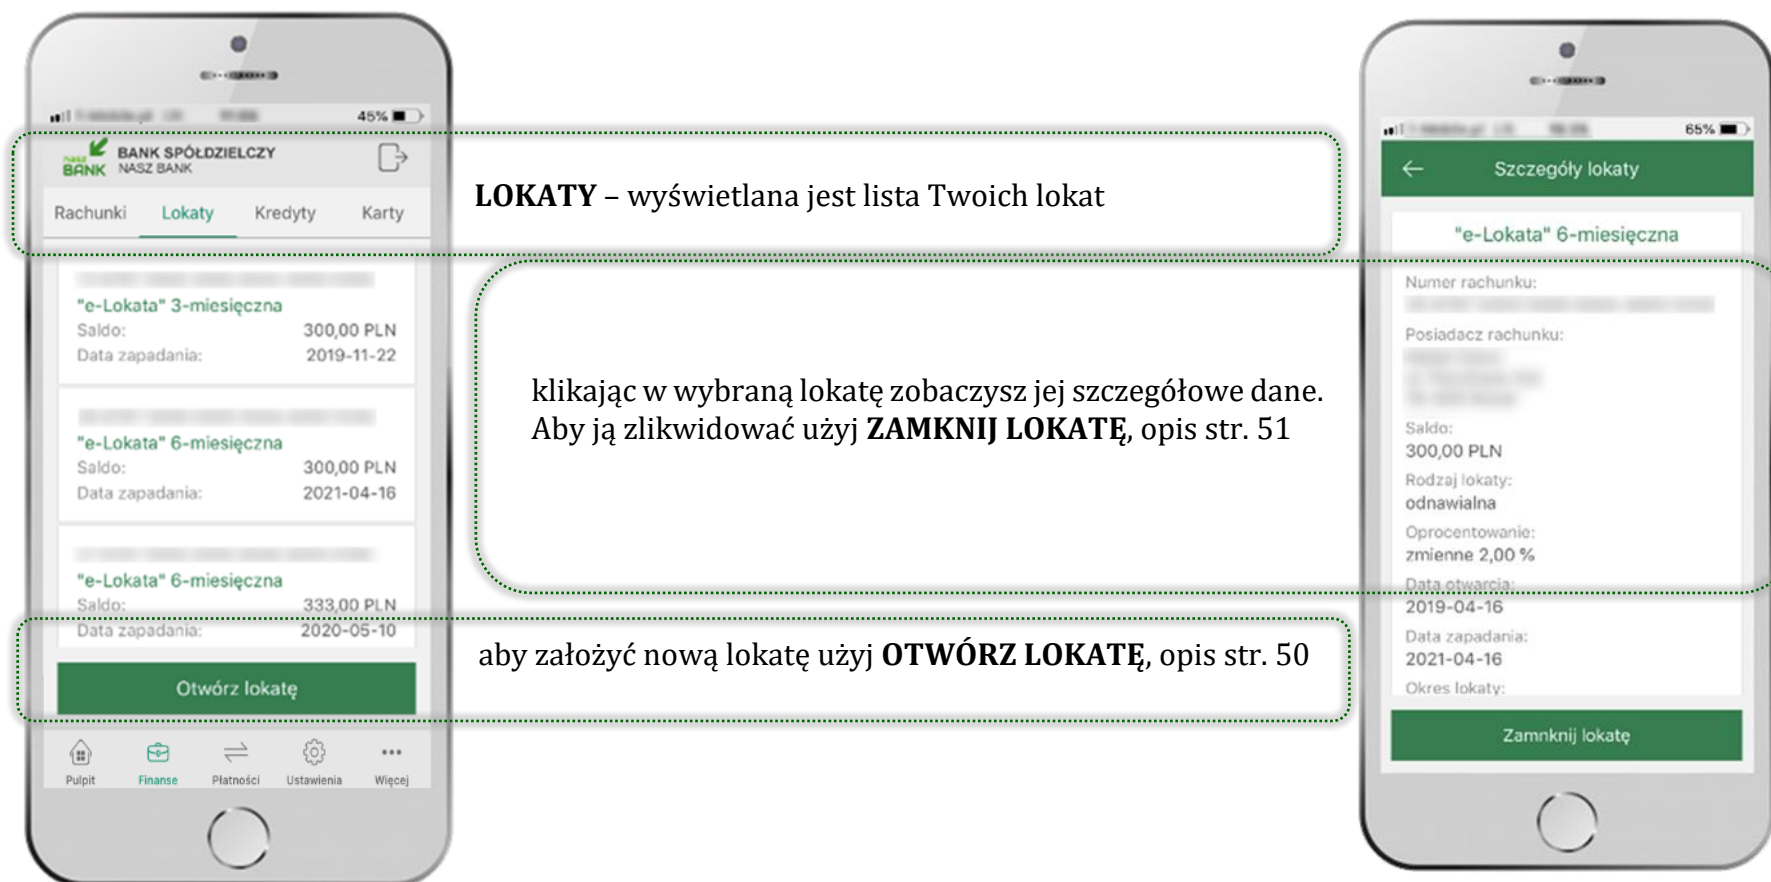 45%
nasz
BANK
BANK SPÓŁDZIELCZY
NASZ BANK
Rachunki Lokaty Kredyty Karty
"e-Lokata" 3-miesięczna
Saldo: 300,00 PLN
Data zapadania: 2019-11-22
"e-Lokata" 6-miesięczna
Saldo: 300,00 PLN
Data zapadania: 2021-04-16
"e-Lokata" 6-miesięczna
Saldo: 333,00 PLN
Data zapadania: 2020-05-10
Otwórz lokatę
Pulpit Finanse Płatności Ustawienia Więcej
LOKATY – wyświetlana jest lista Twoich lokat
klikając w wybraną lokatę zobaczysz jej szczegółowe dane.
Aby ją zlikwidować użyj ZAMKNIJ LOKATĘ, opis str. 51
aby założyć nową lokatę użyj OTWÓRZ LOKATĘ, opis str. 50
65%
Szczegóły lokaty
"e-Lokata" 6-miesięczna
Numer rachunku:
Posiadacz rachunku:
Saldo:
300,00 PLN
Rodzaj lokaty:
odnawialna
Oprocentowanie:
zmienne 2,00 %
Data otwarcia:
2019-04-16
Data zapadania:
2021-04-16
Okres lokaty:
Zamnknij lokatę